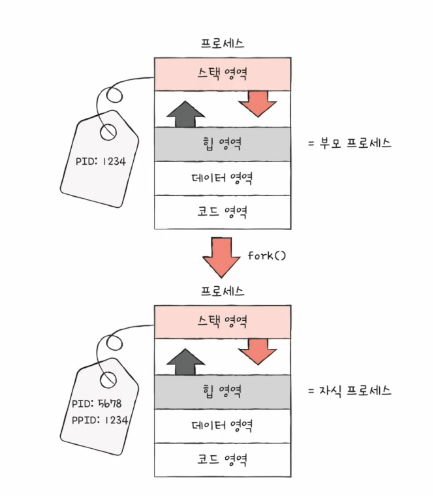 프로세스
스택 영역
PID: 1234
힙 영역
= 부모 프로세스
데이터 영역
코드 영역
fork()
프로세스
스택 영역
힙 영역
= 자식 프로세스
PID: 5678
PPID: 1234
데이터 영역
코드 영역